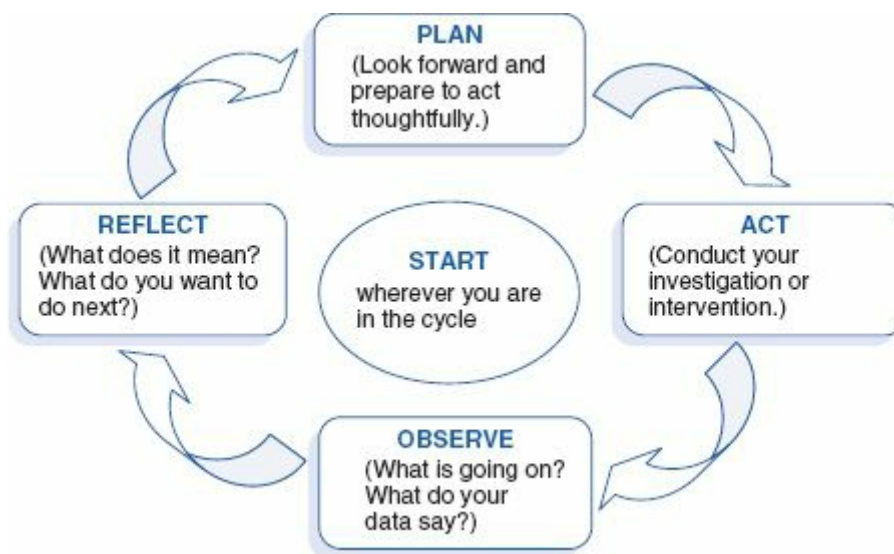 PLAN
(Look forward and
prepare to act
thoughtfully.)
REFLECT
(What does it mean?
What do you want to
do next?)
START
wherever you are
in the cycle
ACT
(Conduct your
investigation or
intervention.)
OBSERVE
(What is going on?
What do your
data say?)